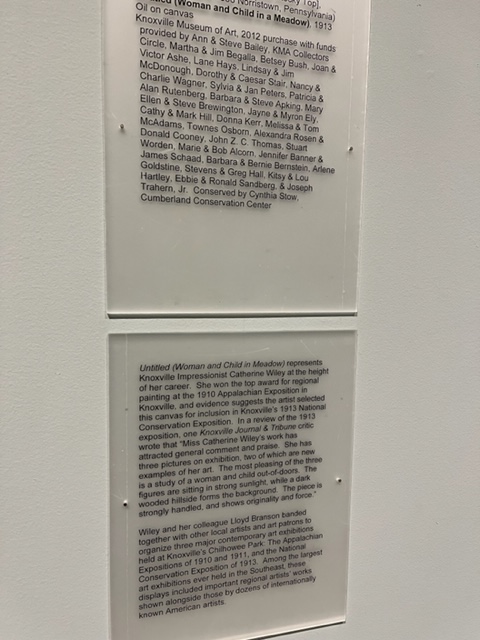 Norristown, Pennsylvania)
(Woman and Child in a Meadow), 1913
Oil on canvas
Knoxville Museum of Art, 2012 purchase with funds
provided by Ann & Steve Bailey, KMA Collectors
Circle, Martha & Jim Begalla, Betsey Bush, Joan &
Victor Ashe, Lane Hays, Lindsay & Jim
McDonough, Dorothy & Caesar Stair, Nancy &
Charlie Wagner, Sylvia & Jan Peters, Patricia &
Alan Rutenberg, Barbara & Steve Apking, Mary
Ellen & Steve Brewington, Jayne & Myron Ely,
Cathy & Mark Hill, Donna Kerr, Melissa & Tom
McAdams, Townes Osborn, Alexandra Rosen &
Donald Cooney, John Z. C. Thomas, Stuart
Worden, Marie & Bob Alcorn, Jennifer Banner &
James Schaad, Barbara & Bernie Bernstein, Arlene
Goldstine, Stevens & Greg Hall, Kitsy & Lou
Hartley, Ebbie & Ronald Sandberg, & Joseph
Trahern, Jr. Conserved by Cynthia Stow,
Cumberland Conservation Center
Untitled (Woman and Child in Meadow) represents
Knoxville Impressionist Catherine Wiley at the height
of her career. She won the top award for regional
painting at the 1910 Appalachian Exposition in
Knoxville, and evidence suggests the artist selected
this canvas for inclusion in Knoxville's 1913 National
Conservation Exposition. In a review of the 1913
exposition, one Knoxville Journal & Tribune critic
wrote that "Miss Catherine Wiley's work has
attracted general comment and praise. She has
three pictures on exhibition, two of which are new
examples of her art. The most pleasing of the three
is a study of a woman and child out-of-doors. The
figures are sitting in strong sunlight, while a dark
wooded hillside forms the background. The piece is
strongly handled, and shows originality and force."
Wiley and her colleague Lloyd Branson banded
together with other local artists and art patrons to
organize three major contemporary art exhibitions
held at Knoxville's Chilhowee Park: The Appalachian
Expositions of 1910 and 1911, and the National
Conservation Exposition of 1913. Among the largest
art exhibitions ever held in the Southeast, these
displays included important regional artists' works
shown alongside those by dozens of internationally
known American artists.